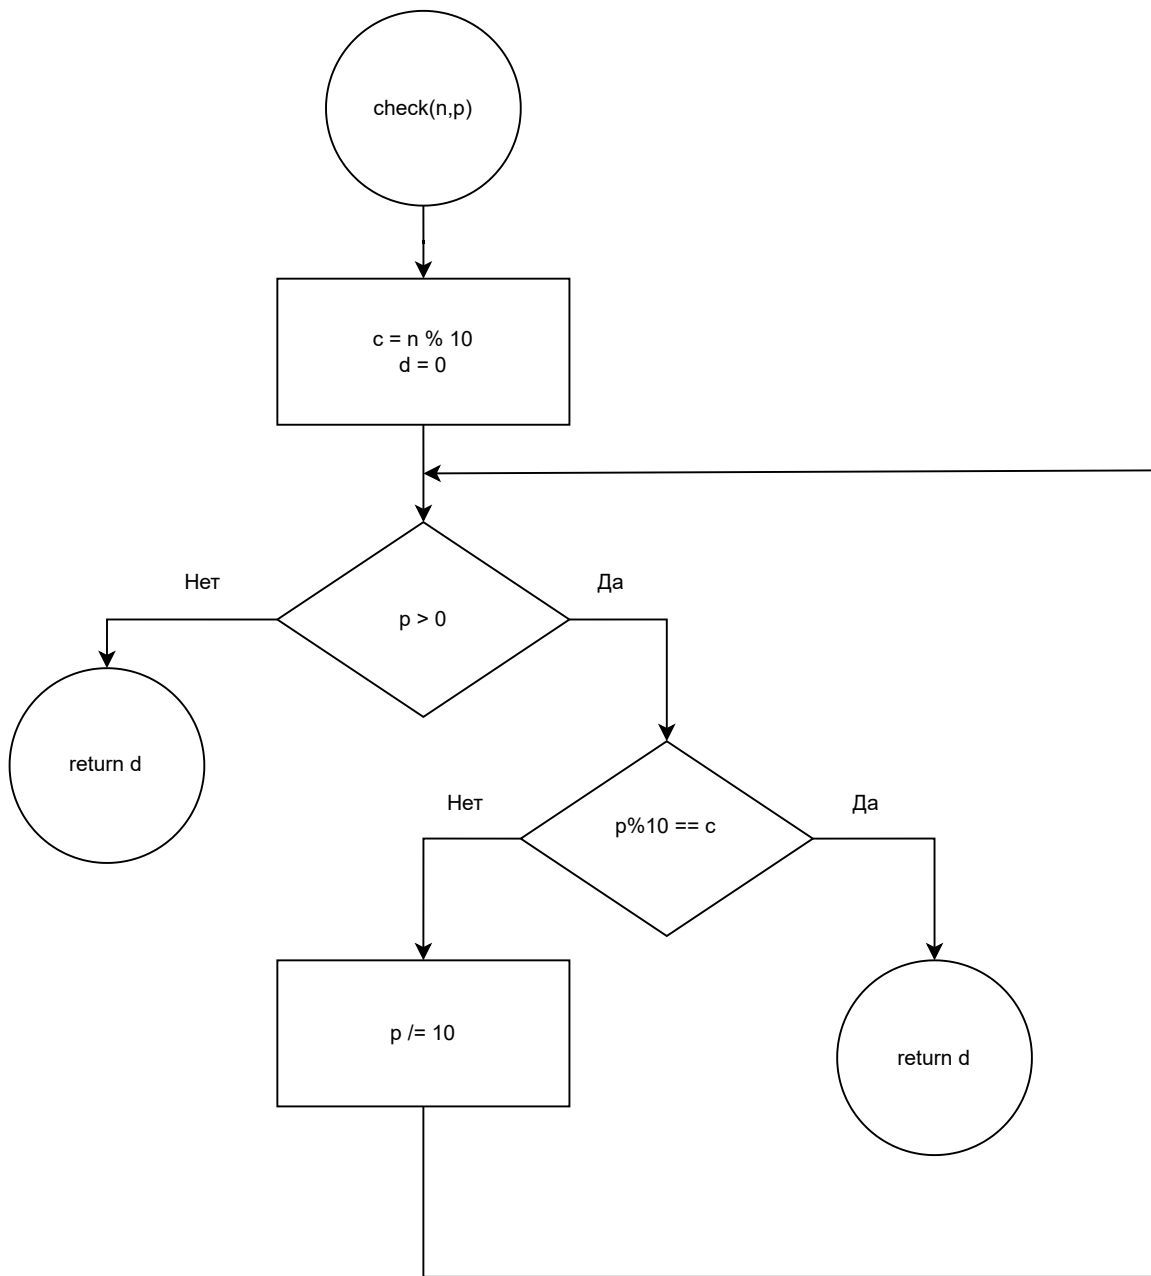 check(n,p)
c = n % 10
d = 0
Нет
Да
p > 0
return d
Нет
Да
p%10 == c
p /= 10
return d